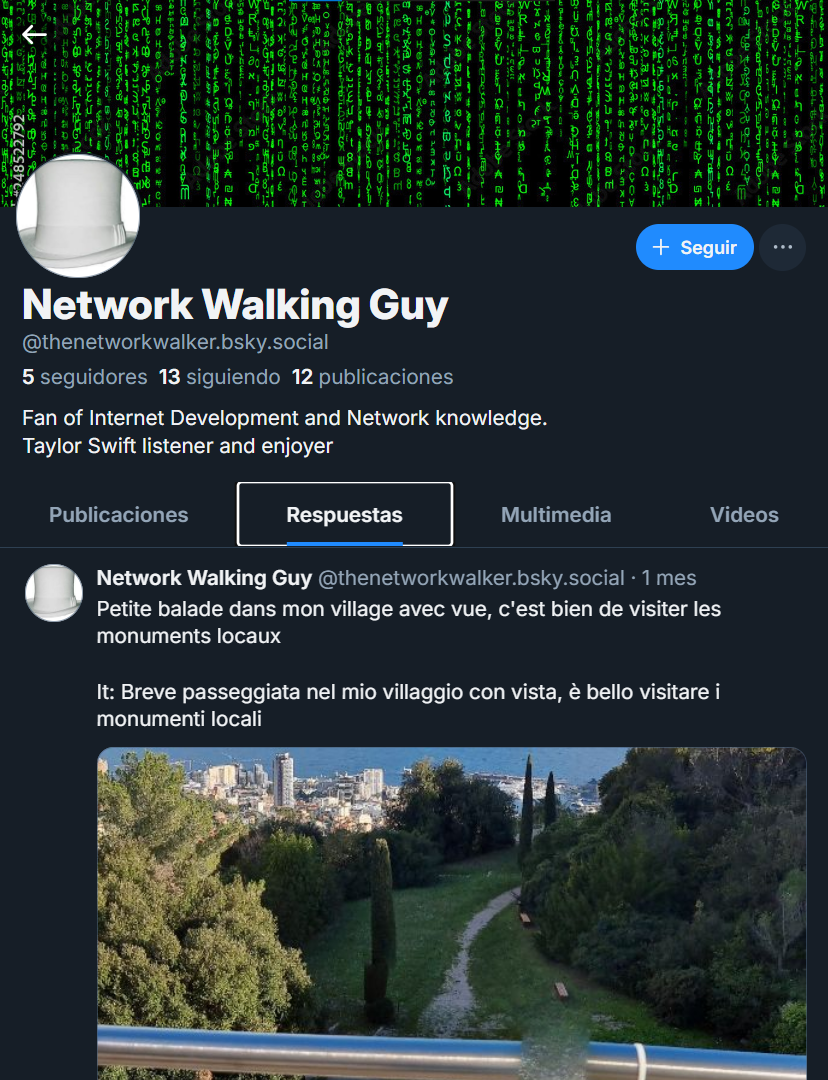 #248522792
Seguir
Network Walking Guy
@thenetworkwalker.bsky.social
5 seguidores 13 siguiendo 12 publicaciones
Fan of Internet Development and Network knowledge.
Taylor Swift listener and enjoyer
Publicaciones Respuestas Multimedia Videos
Network Walking Guy @thenetworkwalker.bsky.social · 1 mes
Petite balade dans mon village avec vue, c'est bien de visiter les
monuments locaux
It: Breve passeggiata nel mio villaggio con vista, è bello visitare i
monumenti locali